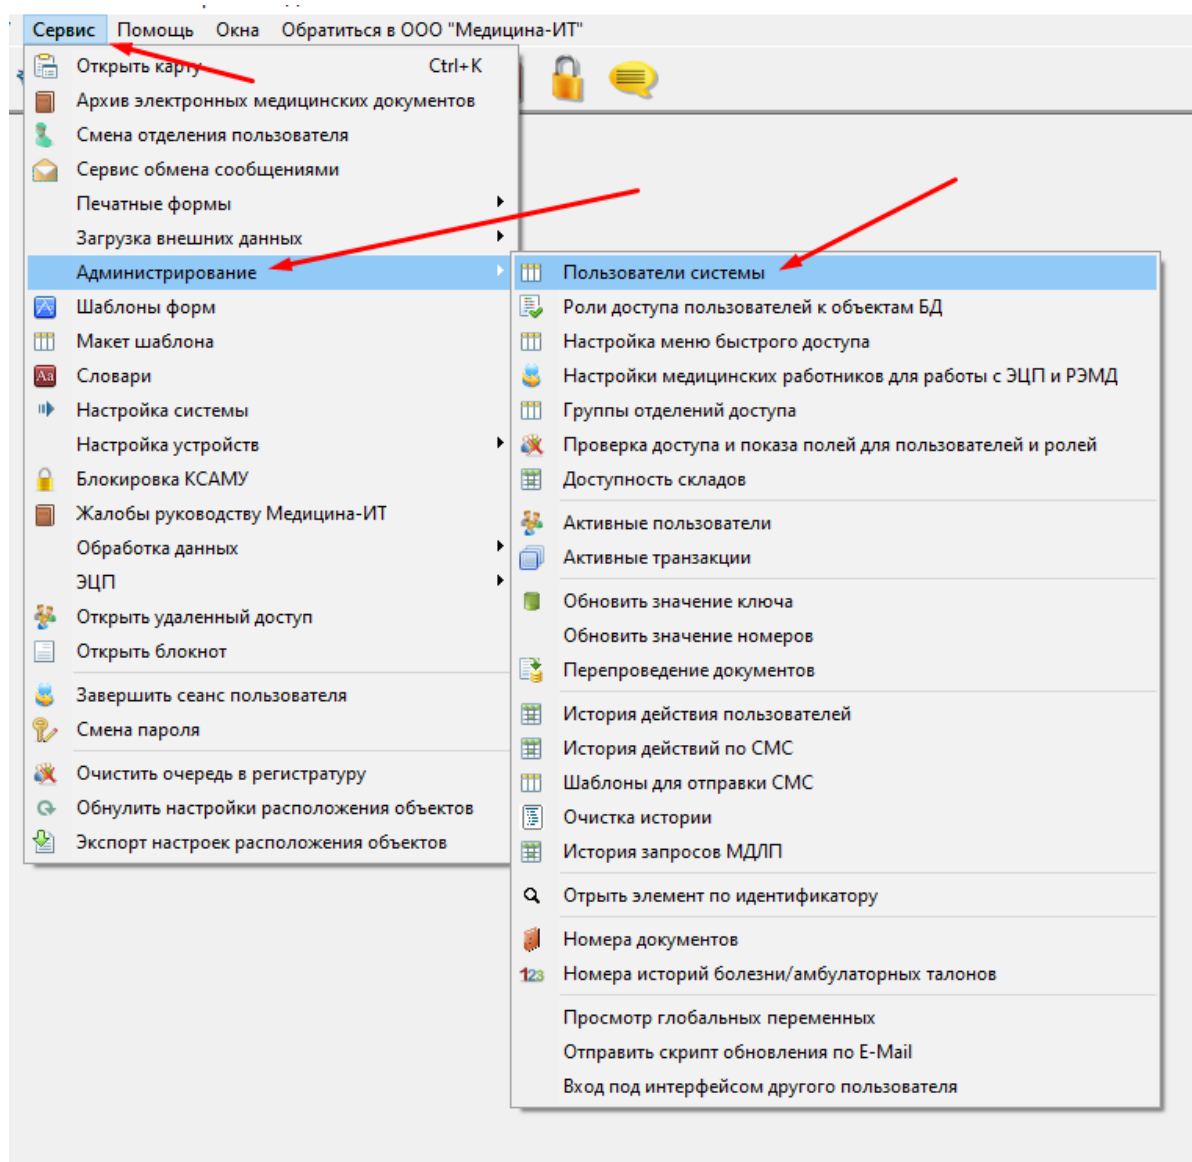 Сервис Помощь Окна Обратиться в ООО "Медицина-ИТ"
Открыть карту Ctrl+K
Архив электронных медицинских документов
Смена отделения пользователя
Сервис обмена сообщениями
Печатные формы
Загрузка внешних данных
Администрирование
Шаблоны форм
Макет шаблона
Словари
Настройка системы
Настройка устройств
Блокировка КСАМУ
Жалобы руководству Медицина-ИТ
Обработка данных
ЭЦП
Открыть удаленный доступ
Открыть блокнот
Завершить сеанс пользователя
Смена пароля
Очистить очередь в регистратуру
Обнулить настройки расположения объектов
Экспорт настроек расположения объектов
Пользователи системы
Роли доступа пользователей к объектам БД
Настройка меню быстрого доступа
Настройки медицинских работников для работы с ЭЦП и РЭМД
Группы отделений доступа
Проверка доступа и показа полей для пользователей и ролей
Доступность складов
Активные пользователи
Активные транзакции
Обновить значение ключа
Обновить значение номеров
Перепроведение документов
История действия пользователей
История действий по СМС
Шаблоны для отправки СМС
Очистка истории
История запросов МДЛП
Отрыть элемент по идентификатору
Номера документов
123 Номера историй болезни/амбулаторных талонов
Просмотр глобальных переменных
Отправить скрипт обновления по E-Mail
Вход под интерфейсом другого пользователя